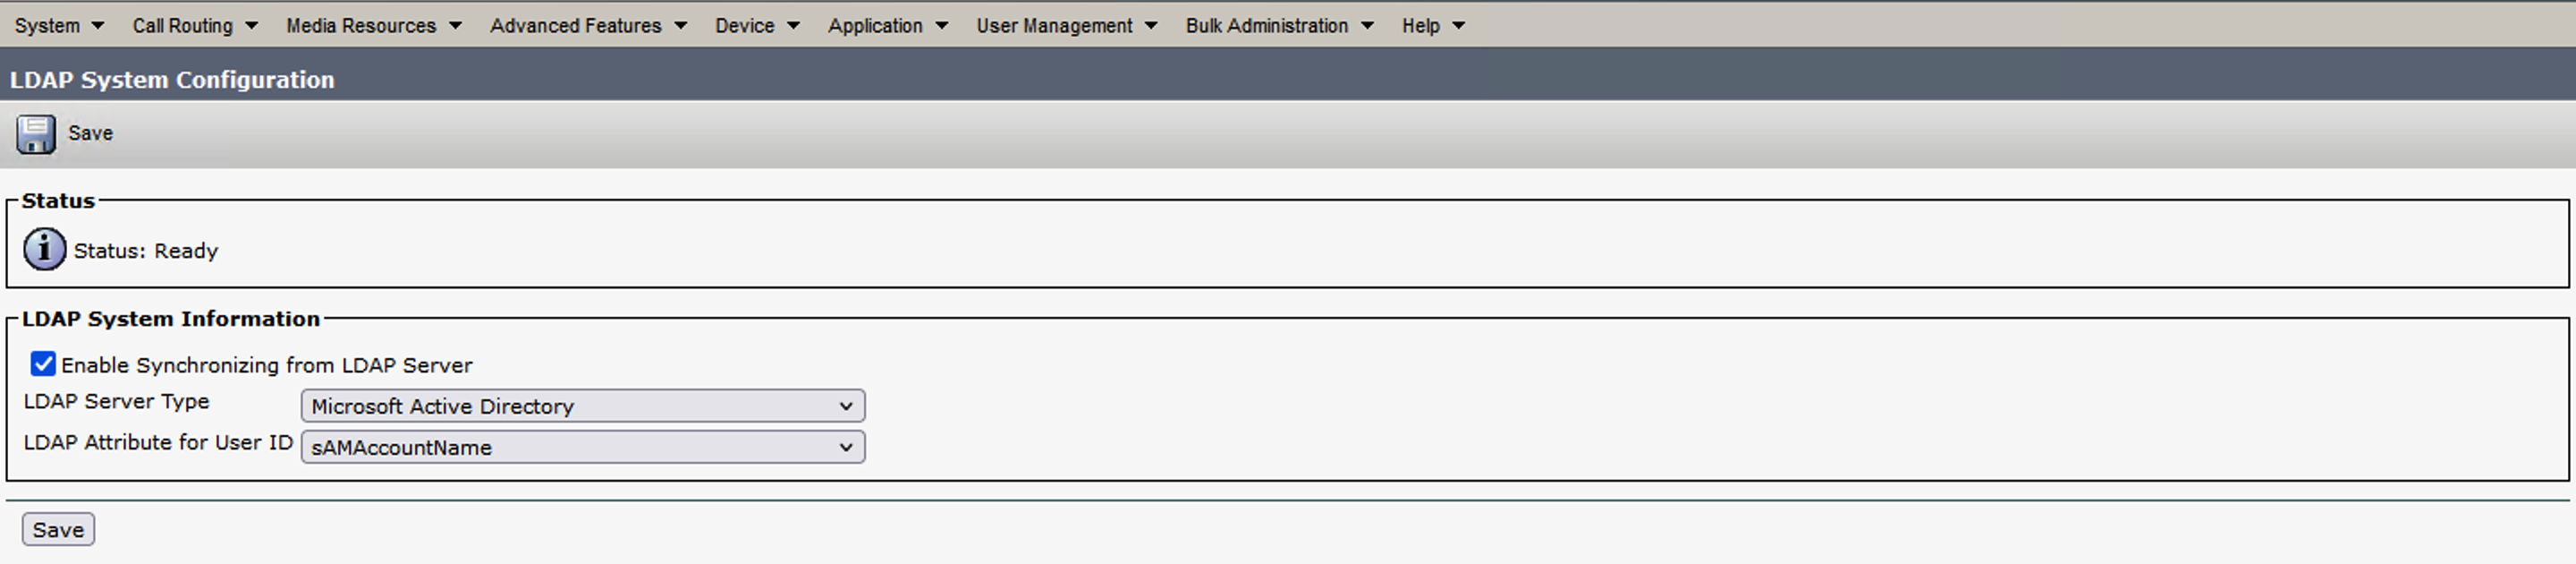 System Call Routing Media Resources Advanced Features Device Application User Management Bulk Administration Help
LDAP System Configuration
Save
Status
Status: Ready
LDAP System Information
Enable Synchronizing from LDAP Server
LDAP Server Type Microsoft Active Directory
LDAP Attribute for User ID sAMAccountName
Save